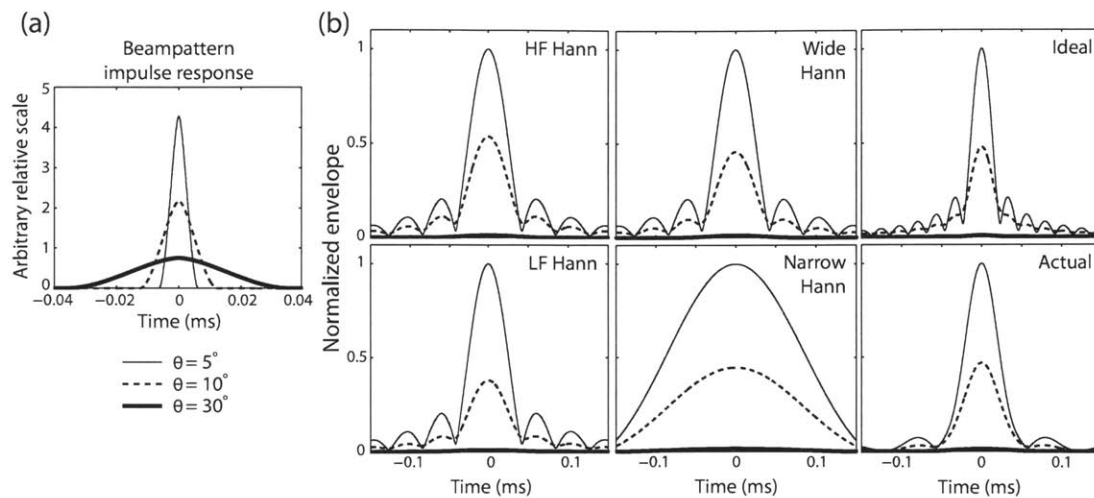 (a)
Beampattern
impulse response
Arbitrary relative scale
5
4
3
2
1
0
−0.04
−0.02
0
0.02
0.04
Time (ms)
θ = 5°
θ = 10°
θ = 30°
(b)
Normalized envelope
HF Hann
1
0.5
0
Wide
Hann
Ideal
LF Hann
1
0.5
0
−0.1
0
0.1
Time (ms)
Narrow
Hann
−0.1
0
0.1
Time (ms)
Actual
−0.1
0
0.1
Time (ms)